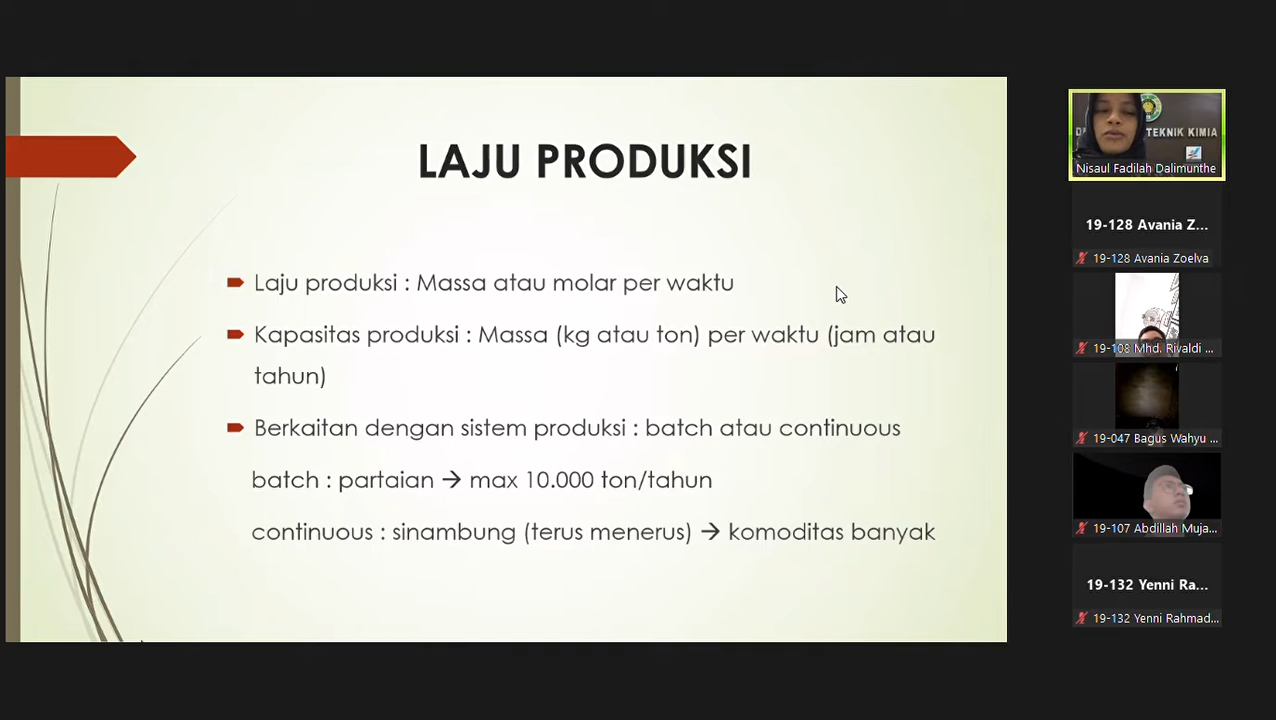 LAJU PRODUKSI
Laju produksi : Massa atau molar per waktu
Kapasitas produksi : Massa (kg atau ton) per waktu (jam atau
tahun)
Berkaitan dengan sistem produksi : batch atau continuous
batch : partaian → max 10.000 ton/tahun
continuous : sinambung (terus menerus) → komoditas banyak
TEKNIK KIMIA
Nisaul Fadilah Dalimunthe
19-128 Avania Z...
19-128 Avania Zoelva
19-108 Mhd. Rivaldi ...
19-047 Bagus Wahyu ...
19-107 Abdillah Muja...
19-132 Yenni Ra...
19-132 Yenni Rahmad...